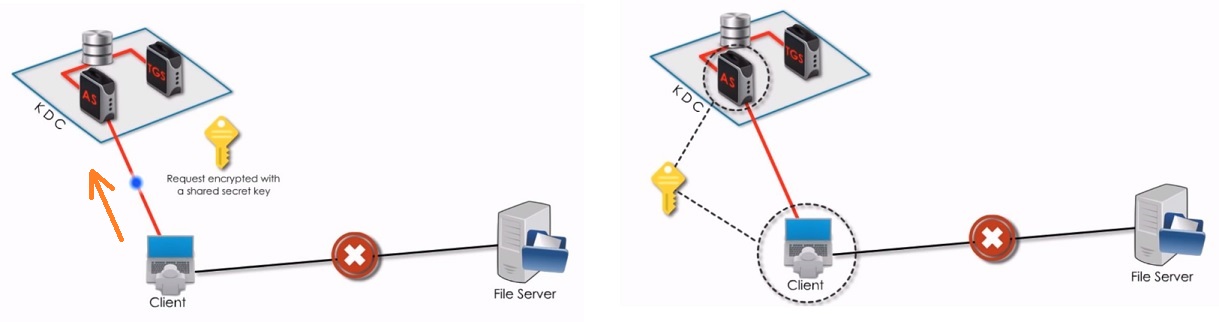 TGS
AS
KDC
Request encrypted with
a shared secret key
Client
File Server
TGS
AS
KDC
Client
File Server